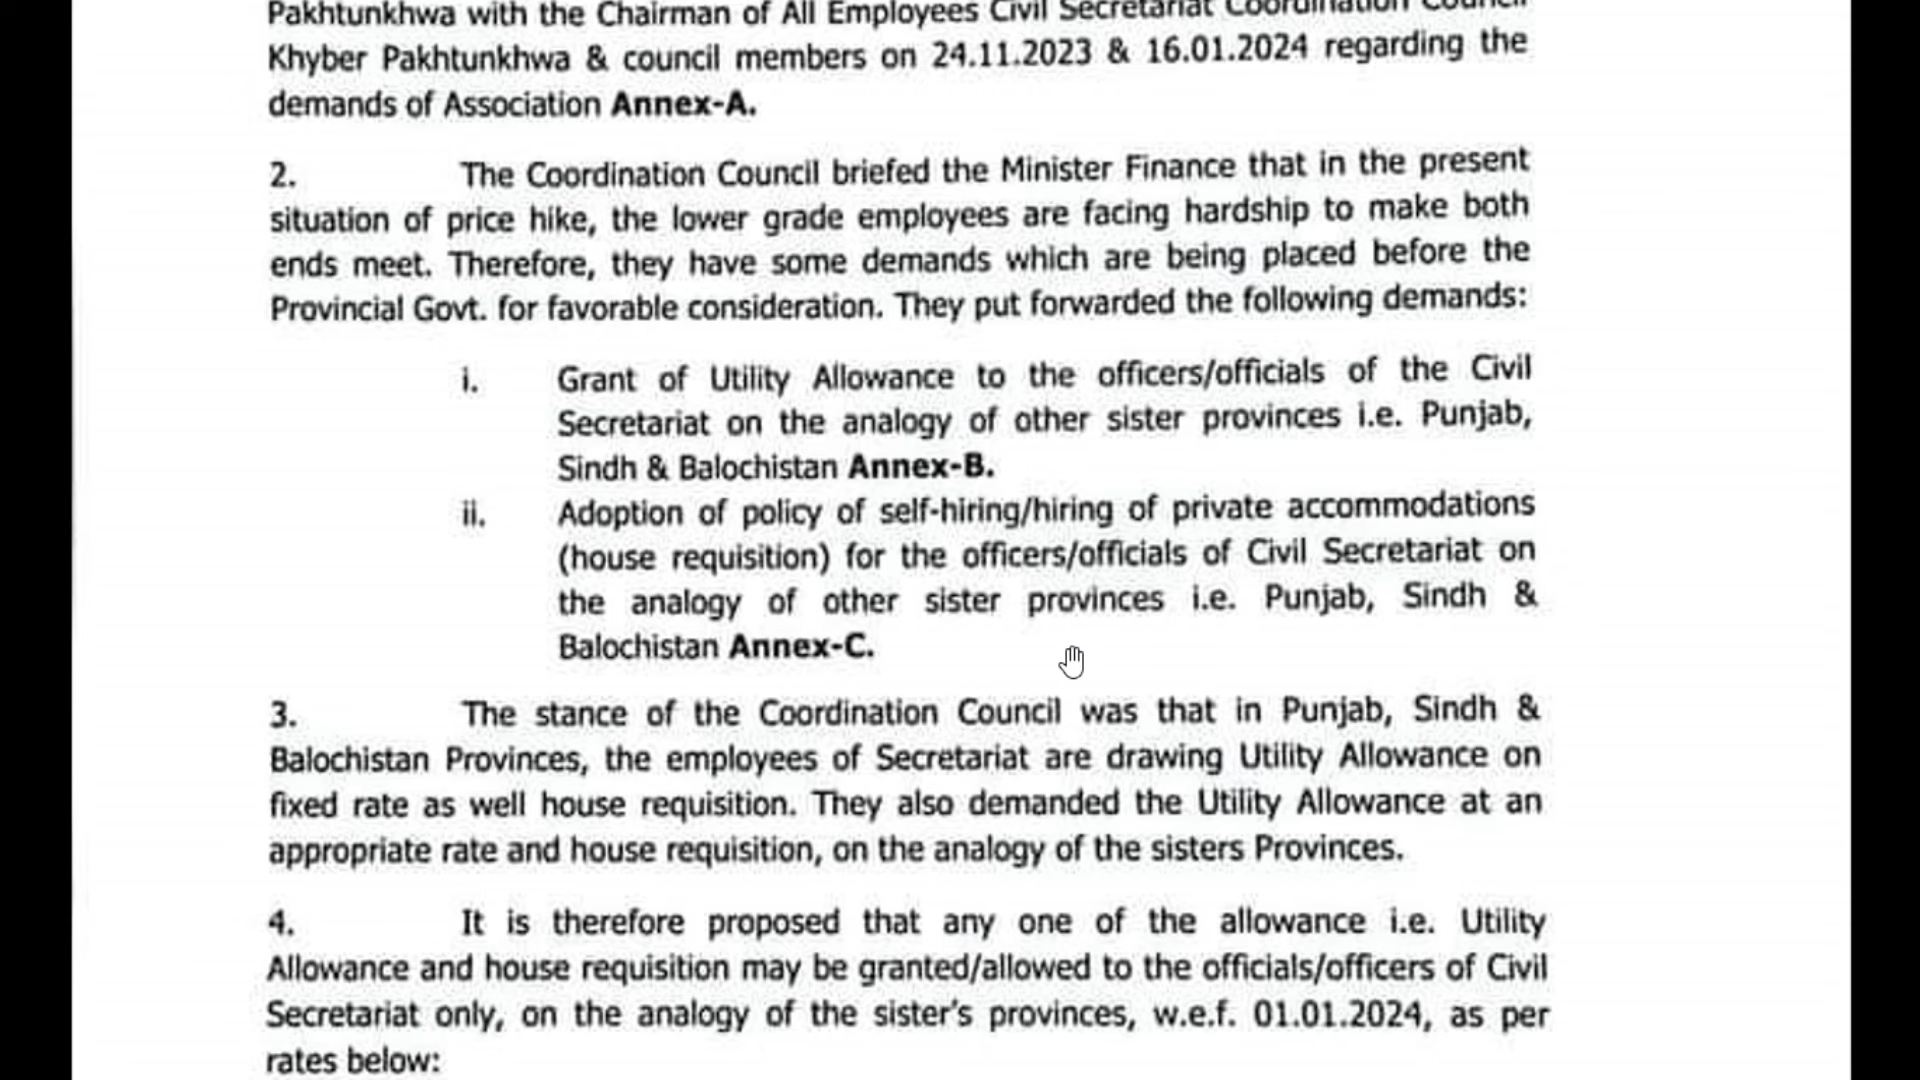 Pakhtunkhwa with the Chairman of All Employees Civil Secretariat Coordination Council
Khyber Pakhtunkhwa & council members on 24.11.2023 & 16.01.2024 regarding the
demands of Association Annex-A.
2. The Coordination Council briefed the Minister Finance that in the present
situation of price hike, the lower grade employees are facing hardship to make both
ends meet. Therefore, they have some demands which are being placed before the
Provincial Govt. for favorable consideration. They put forwarded the following demands:
i. Grant of Utility Allowance to the officers/officials of the Civil
Secretariat on the analogy of other sister provinces i.e. Punjab,
Sindh & Balochistan Annex-B.
ii. Adoption of policy of self-hiring/hiring of private accommodations
(house requisition) for the officers/officials of Civil Secretariat on
the analogy of other sister provinces i.e. Punjab, Sindh &
Balochistan Annex-C.
3. The stance of the Coordination Council was that in Punjab, Sindh &
Balochistan Provinces, the employees of Secretariat are drawing Utility Allowance on
fixed rate as well house requisition. They also demanded the Utility Allowance at an
appropriate rate and house requisition, on the analogy of the sisters Provinces.
4. It is therefore proposed that any one of the allowance i.e. Utility
Allowance and house requisition may be granted/allowed to the officials/officers of Civil
Secretariat only, on the analogy of the sister's provinces, w.e.f. 01.01.2024, as per
rates below: